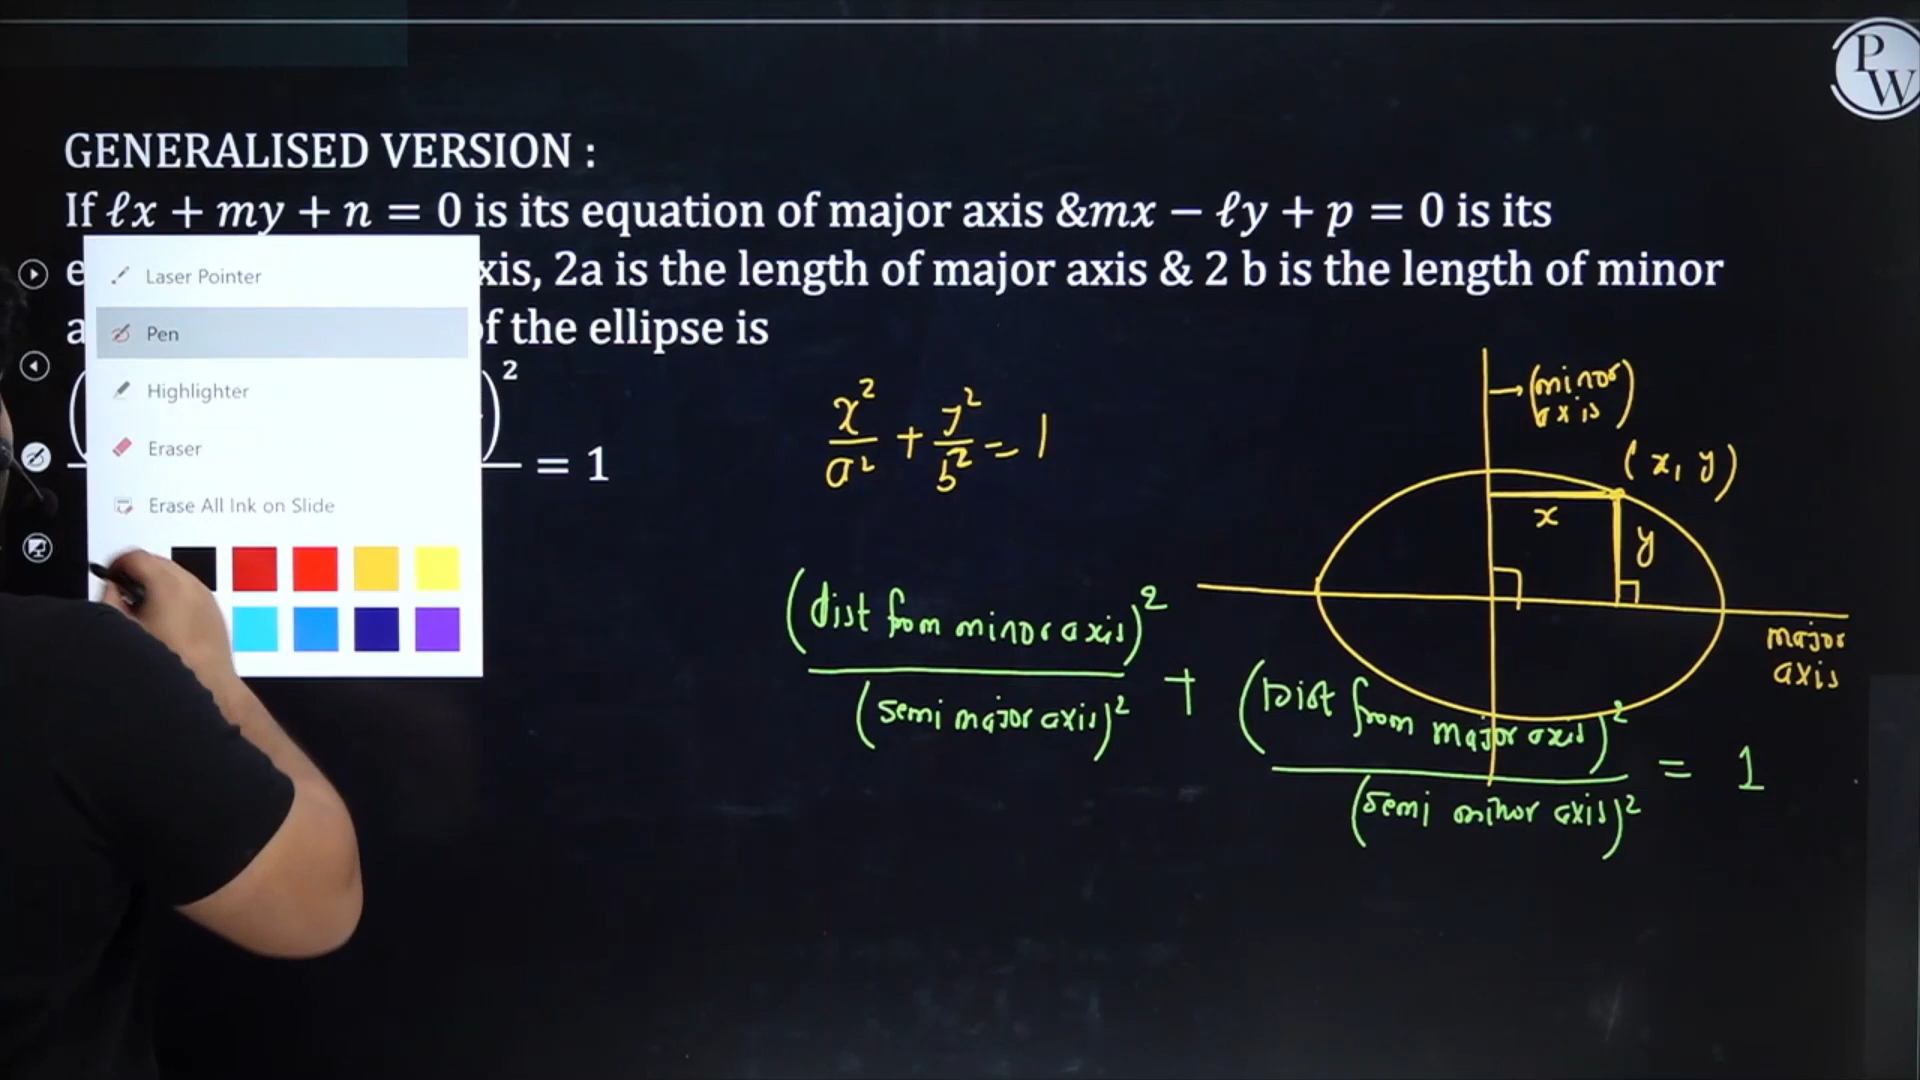 PW
GENERALISED VERSION :
If ℓx + my + n = 0 is its equation of major axis &mx − ℓy + p = 0 is its
e xis, 2a is the length of major axis & 2 b is the length of minor
a f the ellipse is
( )² = 1
Laser Pointer
Pen
Highlighter
Eraser
Erase All Ink on Slide
x²/a² + y²/b² = 1
(minor axis)
(x, y)
x
y
major
axis
(dist from minor axis)²/(semi major axis)² + (Dist from major axis)²/(semi minor axis)² = 1